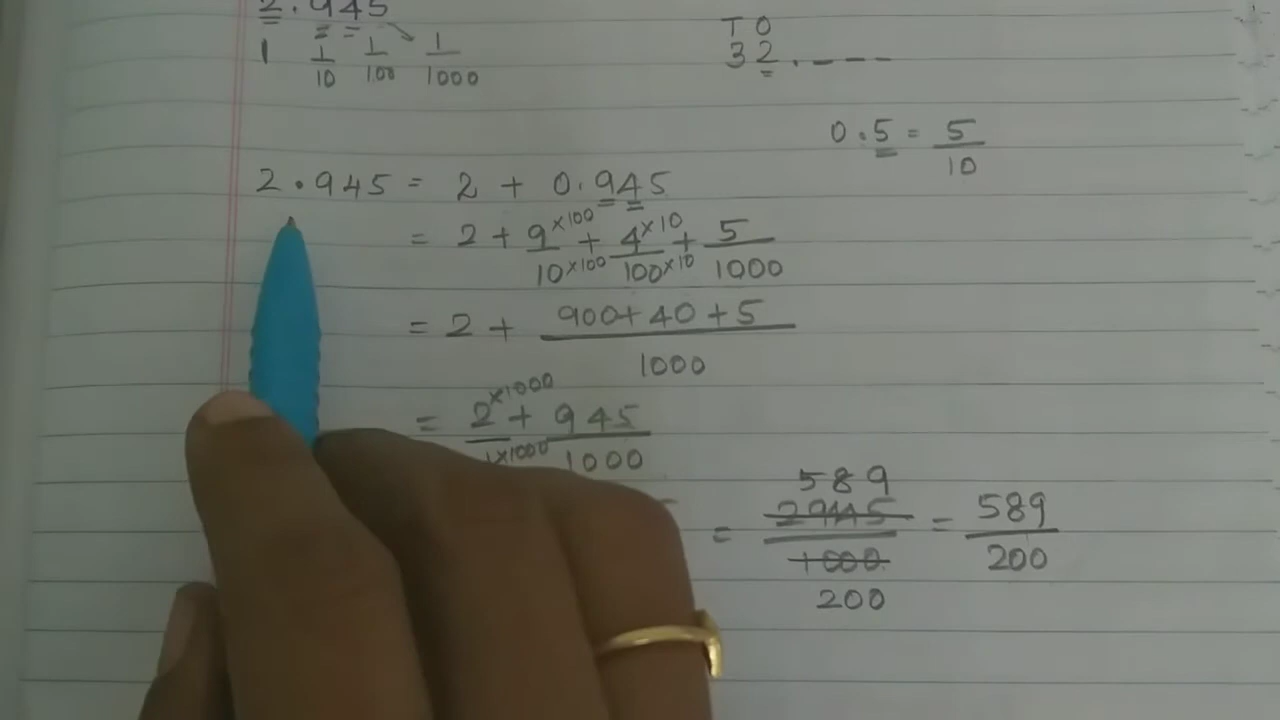 2.945
1 1/10 1/100 1/1000
T O
32.----
0.5 = 5/10
2.945 = 2 + 0.945
= 2 + 9×100/10×100 + 4×10/100×10 + 5/1000
= 2 + 900+40+5/1000
= 2×1000/1×1000 + 945/1000
= 2945/1000 589 200 = 589/200